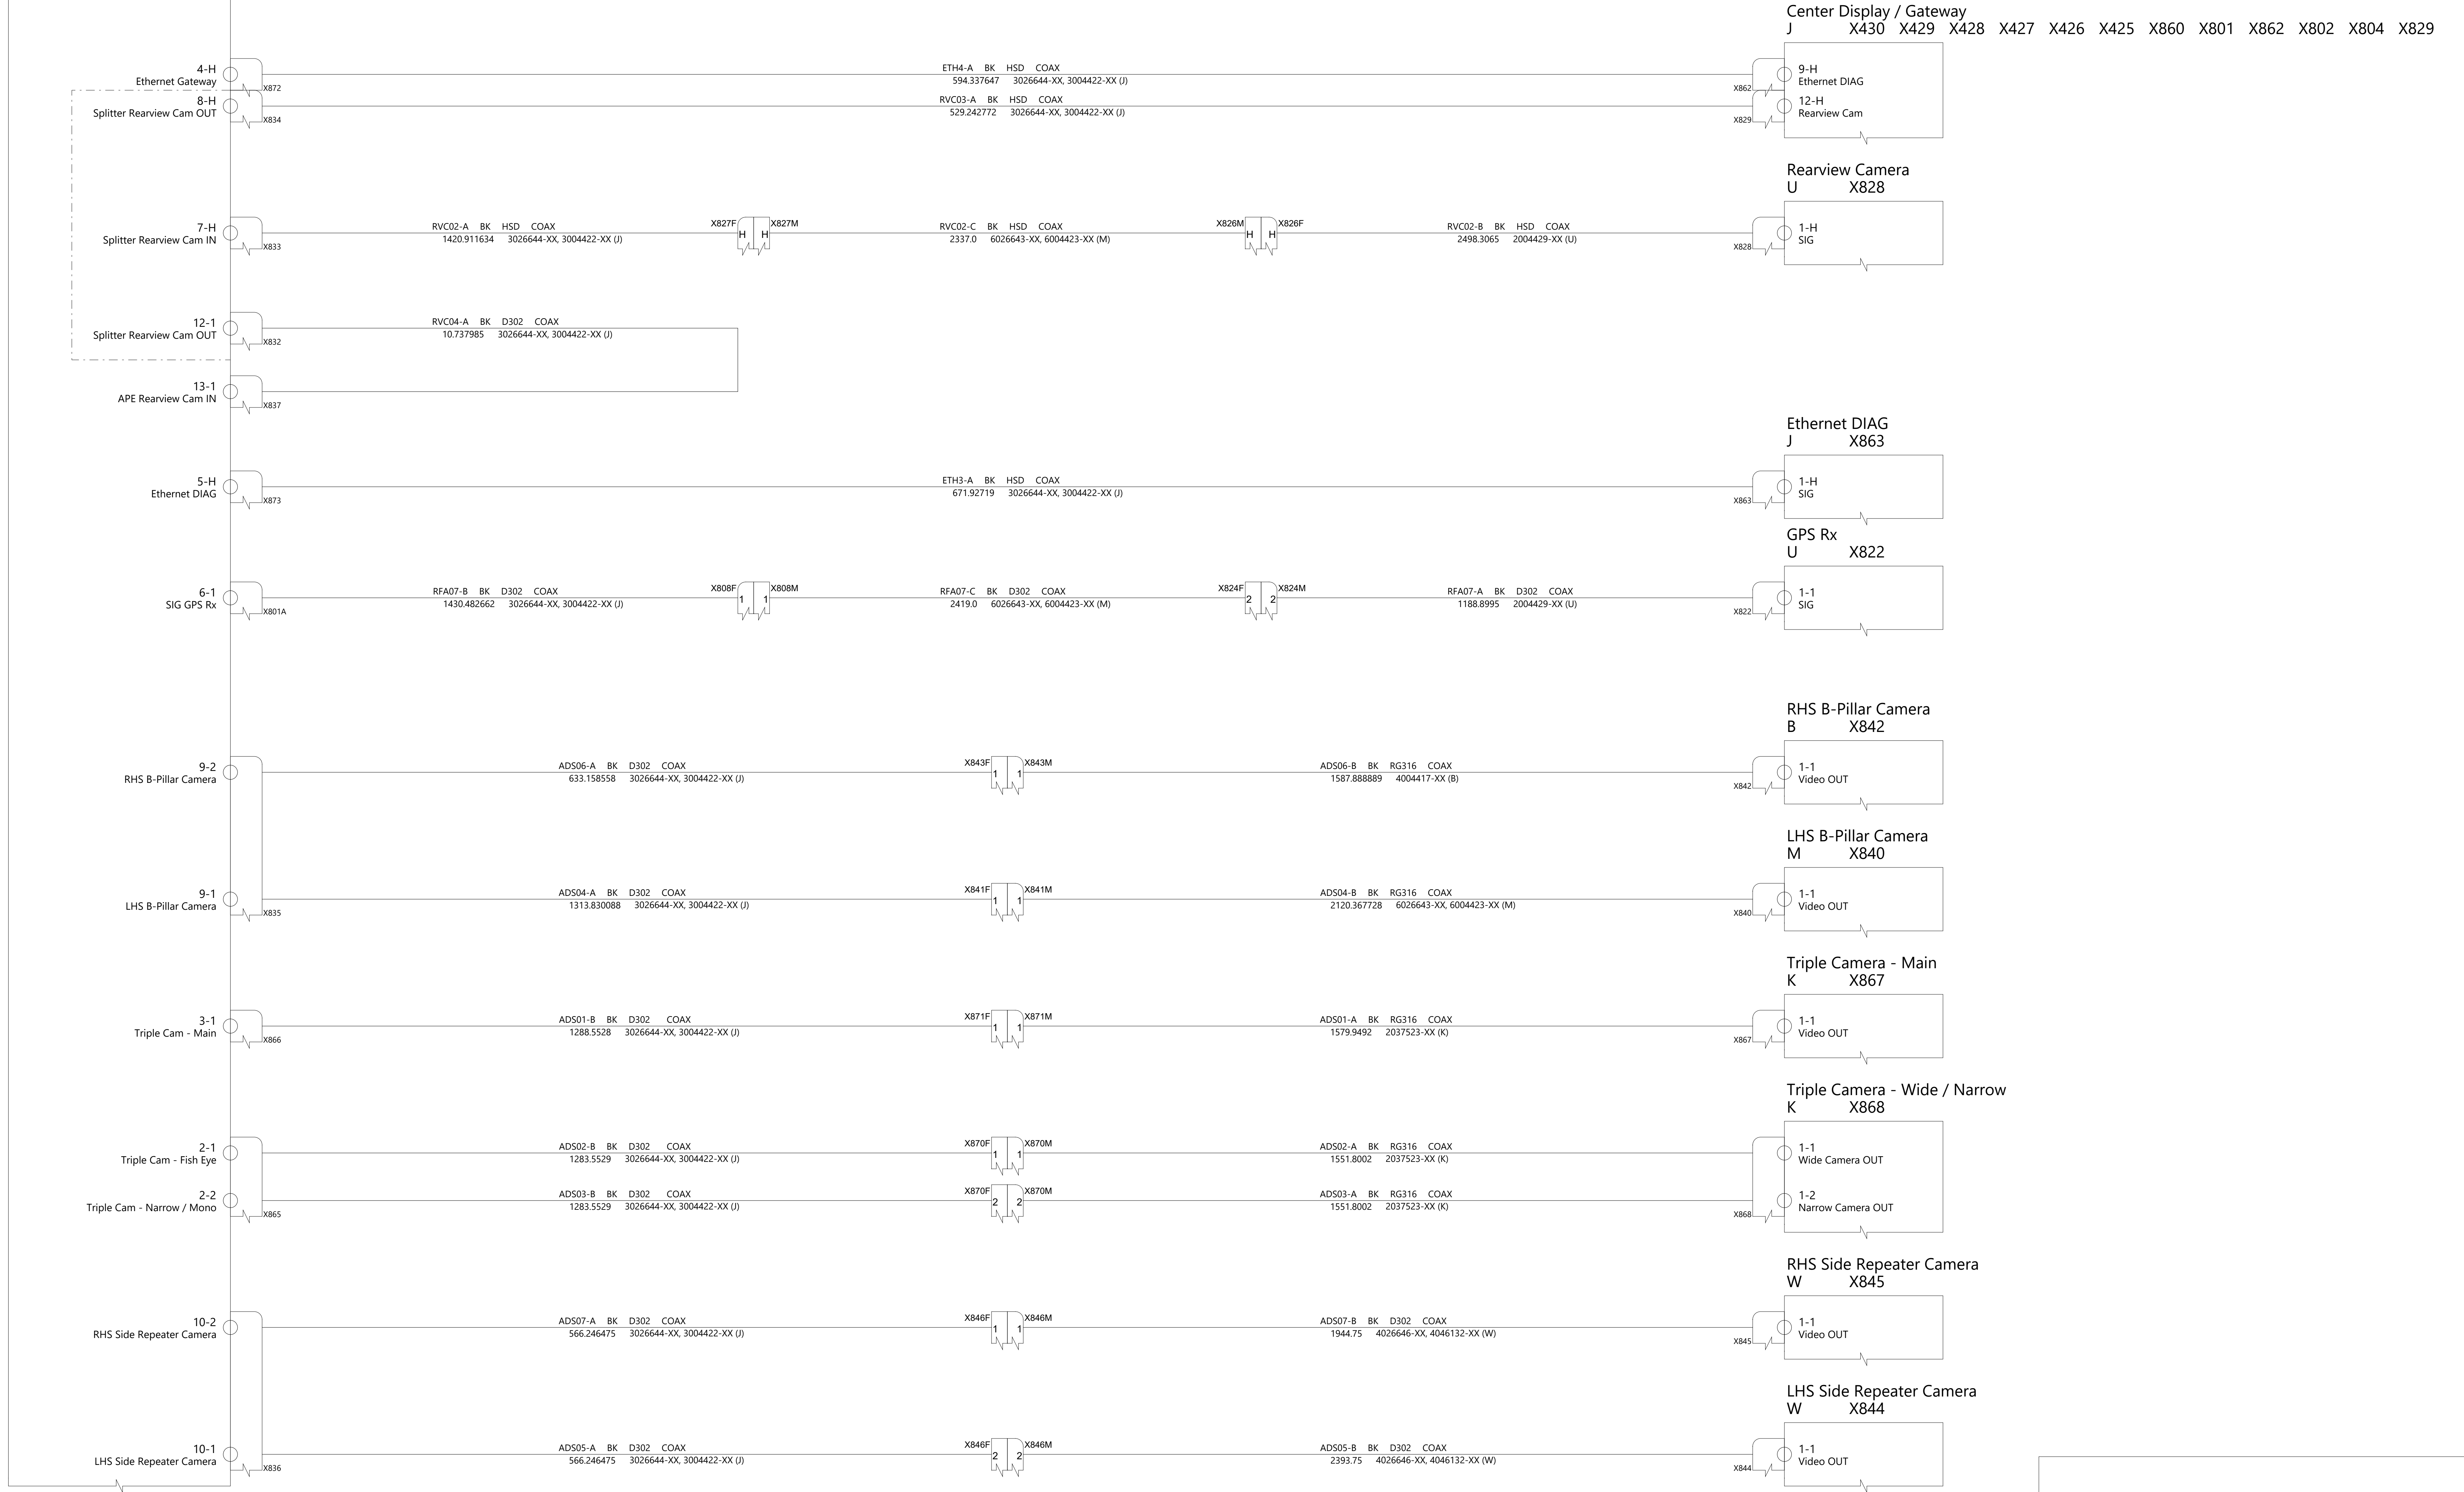 Center Display / Gateway
J X430 X429 X428 X427 X426 X425 X860 X801 X862 X802 X804 X829
4-H
Ethernet Gateway
X872
ETH4-A BK HSD COAX
594.337647 3026644-XX, 3004422-XX (J)
X862
9-H
Ethernet DIAG
8-H
Splitter Rearview Cam OUT
X834
RVC03-A BK HSD COAX
529.242772 3026644-XX, 3004422-XX (J)
X829
12-H
Rearview Cam
Rearview Camera
U X828
7-H
Splitter Rearview Cam IN
X833
RVC02-A BK HSD COAX
1420.911634 3026644-XX, 3004422-XX (J)
X827F H H X827M
RVC02-C BK HSD COAX
2337.0 6026643-XX, 6004423-XX (M)
X826M H H X826F
RVC02-B BK HSD COAX
2498.3065 2004429-XX (U)
X828
1-H
SIG
12-1
Splitter Rearview Cam OUT
X832
RVC04-A BK D302 COAX
10.737985 3026644-XX, 3004422-XX (J)
13-1
APE Rearview Cam IN
X837
Ethernet DIAG
J X863
5-H
Ethernet DIAG
X873
ETH3-A BK HSD COAX
671.92719 3026644-XX, 3004422-XX (J)
X863
1-H
SIG
GPS Rx
U X822
6-1
SIG GPS Rx
X801A
RFA07-B BK D302 COAX
1430.482662 3026644-XX, 3004422-XX (J)
X808F 1 1 X808M
RFA07-C BK D302 COAX
2419.0 6026643-XX, 6004423-XX (M)
X824F 2 2 X824M
RFA07-A BK D302 COAX
1188.8995 2004429-XX (U)
X822
1-1
SIG
RHS B-Pillar Camera
B X842
9-2
RHS B-Pillar Camera
ADS06-A BK D302 COAX
633.158558 3026644-XX, 3004422-XX (J)
X843F 1 1 X843M
ADS06-B BK RG316 COAX
1587.888889 4004417-XX (B)
X842
1-1
Video OUT
LHS B-Pillar Camera
M X840
9-1
LHS B-Pillar Camera
X835
ADS04-A BK D302 COAX
1313.830088 3026644-XX, 3004422-XX (J)
X841F 1 1 X841M
ADS04-B BK RG316 COAX
2120.367728 6026643-XX, 6004423-XX (M)
X840
1-1
Video OUT
Triple Camera - Main
K X867
3-1
Triple Cam - Main
X866
ADS01-B BK D302 COAX
1288.5528 3026644-XX, 3004422-XX (J)
X871F 1 1 X871M
ADS01-A BK RG316 COAX
1579.9492 2037523-XX (K)
X867
1-1
Video OUT
Triple Camera - Wide / Narrow
K X868
2-1
Triple Cam - Fish Eye
ADS02-B BK D302 COAX
1283.5529 3026644-XX, 3004422-XX (J)
X870F 1 1 X870M
ADS02-A BK RG316 COAX
1551.8002 2037523-XX (K)
1-1
Wide Camera OUT
2-2
Triple Cam - Narrow / Mono
X865
ADS03-B BK D302 COAX
1283.5529 3026644-XX, 3004422-XX (J)
X870F 2 2 X870M
ADS03-A BK RG316 COAX
1551.8002 2037523-XX (K)
X868
1-2
Narrow Camera OUT
RHS Side Repeater Camera
W X845
10-2
RHS Side Repeater Camera
ADS07-A BK D302 COAX
566.246475 3026644-XX, 3004422-XX (J)
X846F 1 1 X846M
ADS07-B BK D302 COAX
1944.75 4026646-XX, 4046132-XX (W)
X845
1-1
Video OUT
LHS Side Repeater Camera
W X844
10-1
LHS Side Repeater Camera
X836
ADS05-A BK D302 COAX
566.246475 3026644-XX, 3004422-XX (J)
X846F 2 2 X846M
ADS05-B BK D302 COAX
2393.75 4026646-XX, 4046132-XX (W)
X844
1-1
Video OUT